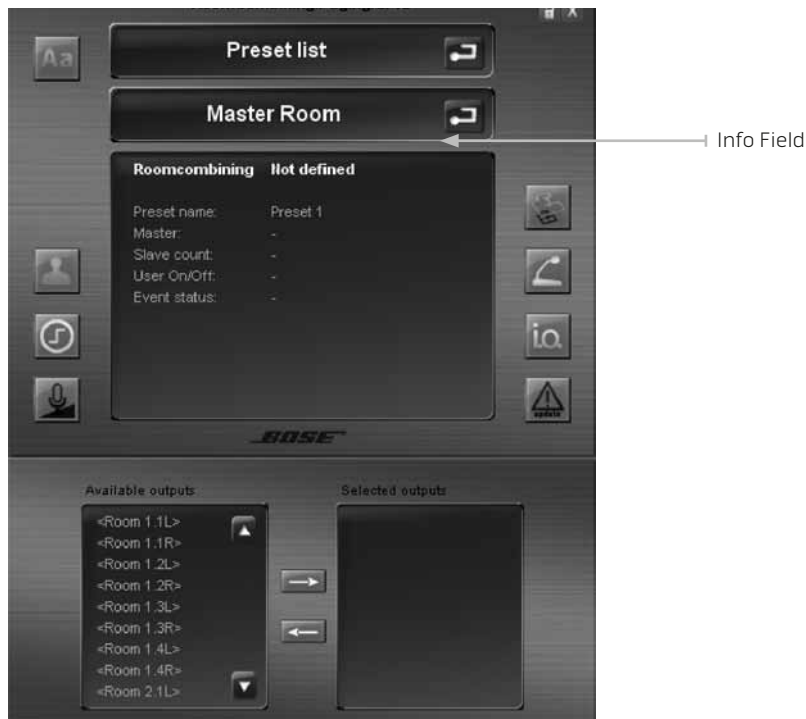 X
Aa
Preset list
Master Room
Info Field
Roomcombining Not defined
Preset name: Preset 1
Master: -
Slave count: -
User On/Off: -
Event status: -
i.o.
update
BOSE
Available outputs
Selected outputs
<Room 1.1L>
<Room 1.1R>
<Room 1.2L>
<Room 1.2R>
<Room 1.3L>
<Room 1.3R>
<Room 1.4L>
<Room 1.4R>
<Room 2.1L>